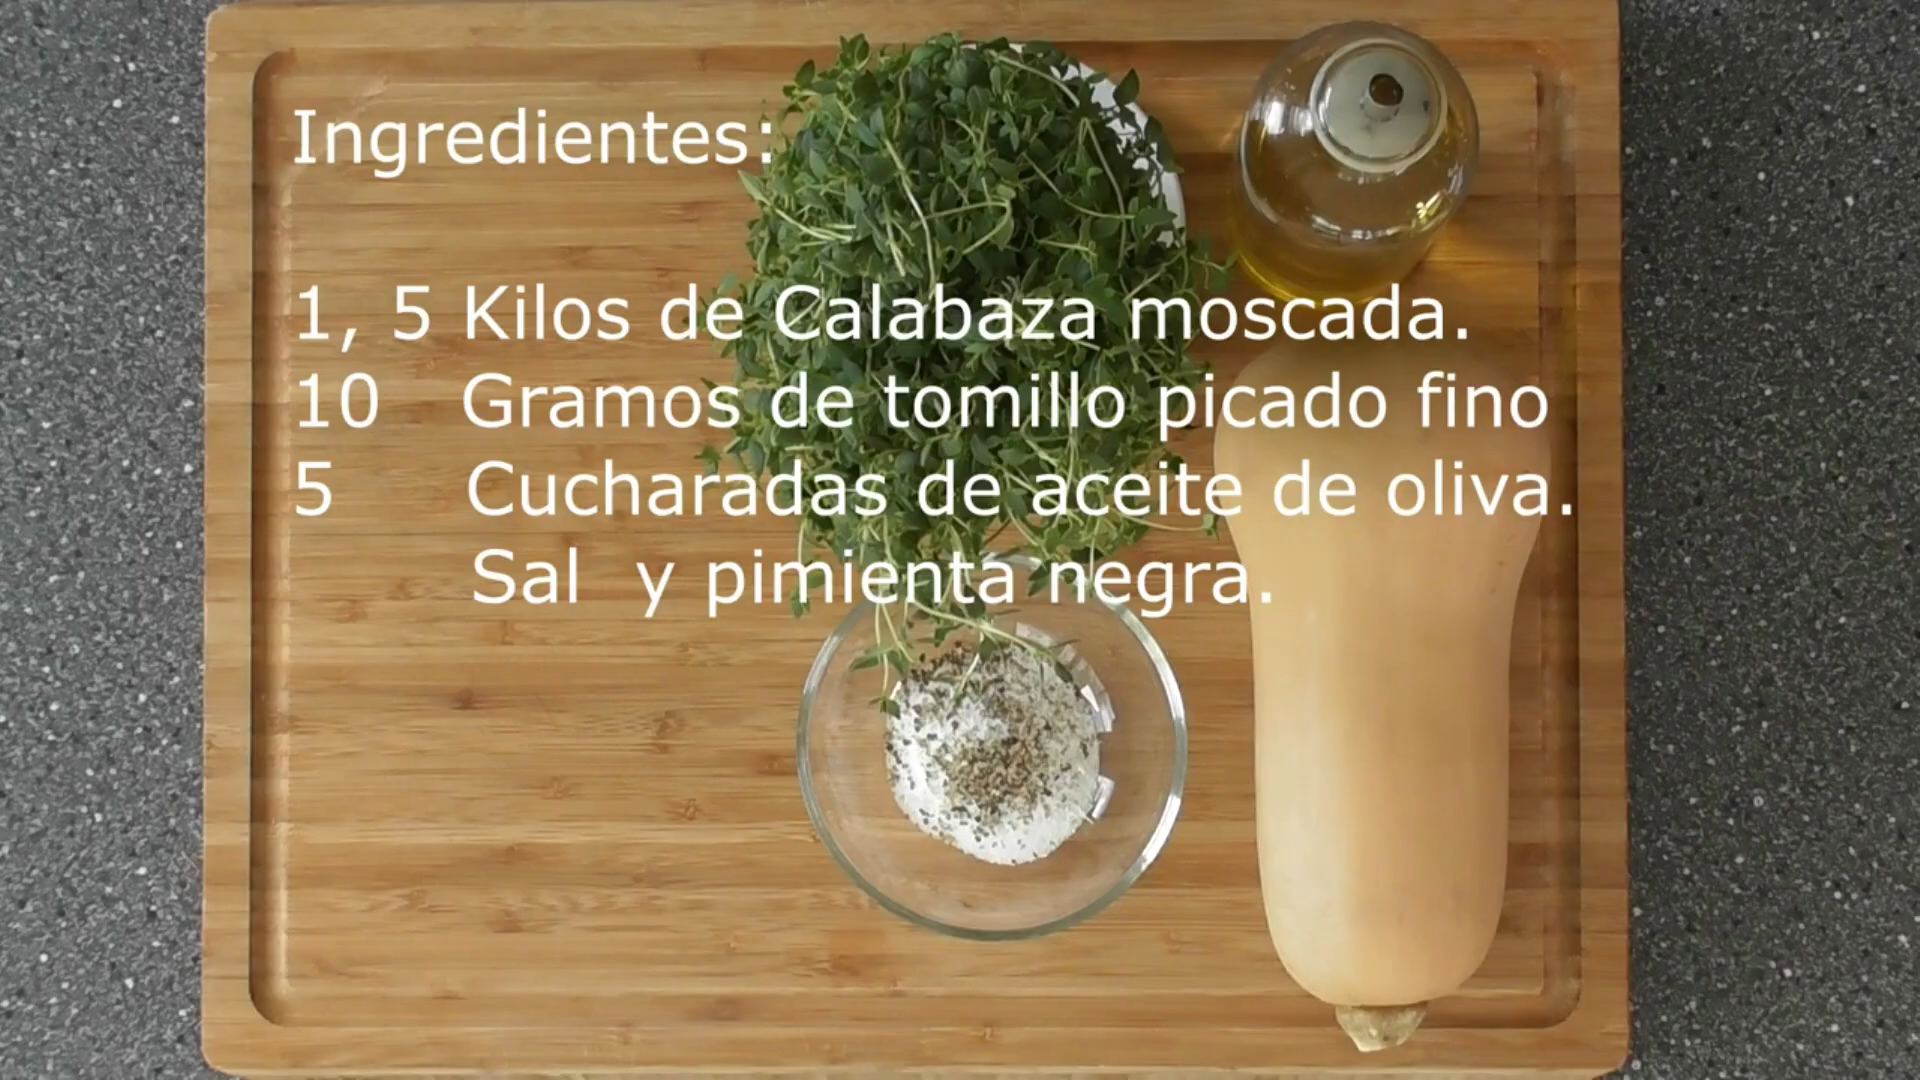 Ingredientes:
1, 5 Kilos de Calabaza moscada.
10 Gramos de tomillo picado fino
5 Cucharadas de aceite de oliva.
Sal y pimienta negra.